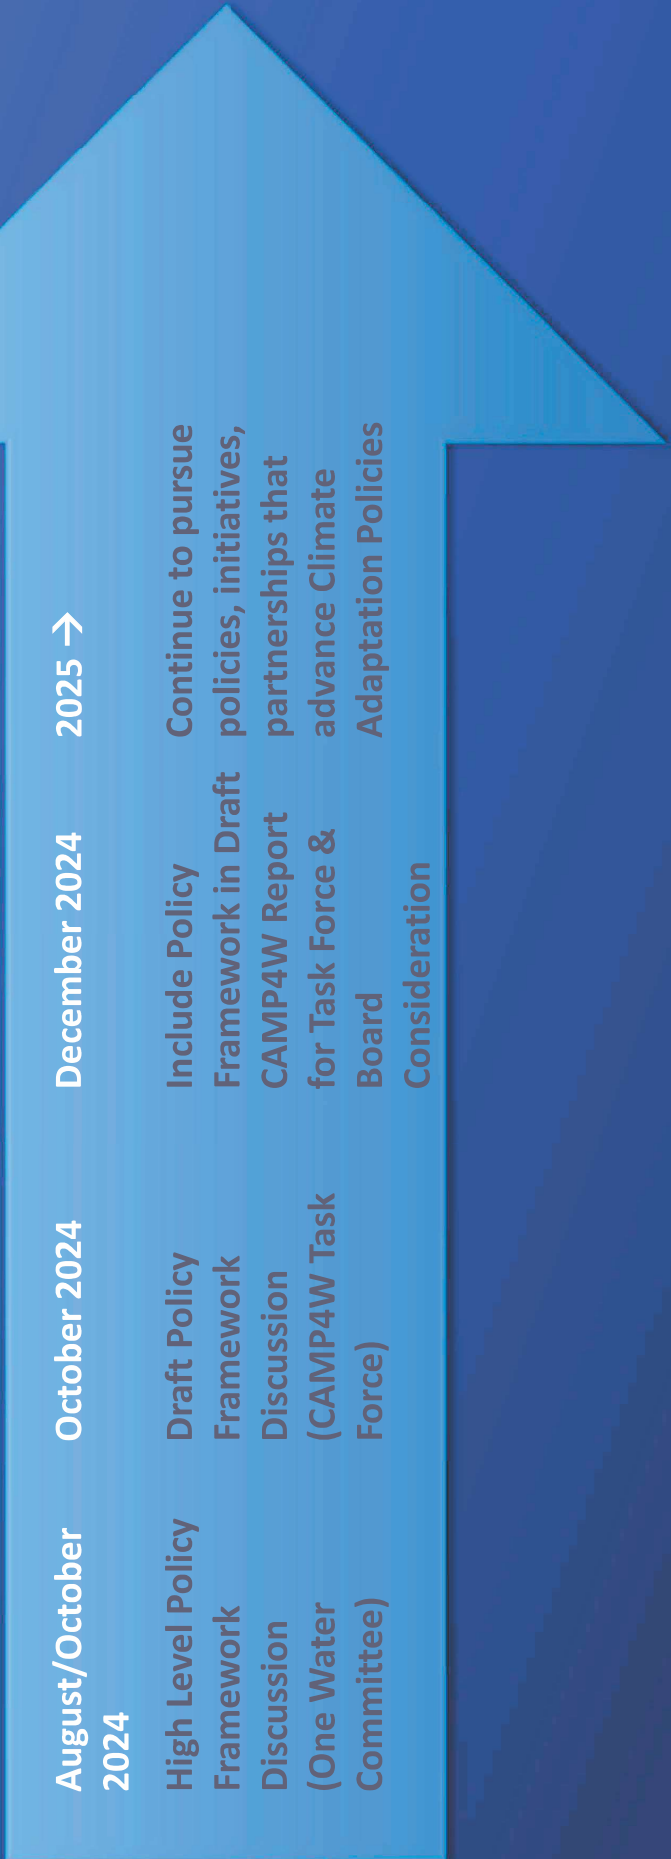 August/October
2024
High Level Policy
Framework
Discussion
(One Water
Committee)
October 2024
Draft Policy
Framework
Discussion
(CAMP4W Task
Force)
December 2024
Include Policy
Framework in Draft
CAMP4W Report
for Task Force &
Board
Consideration
2025 →
Continue to pursue
policies, initiatives,
partnerships that
advance Climate
Adaptation Policies